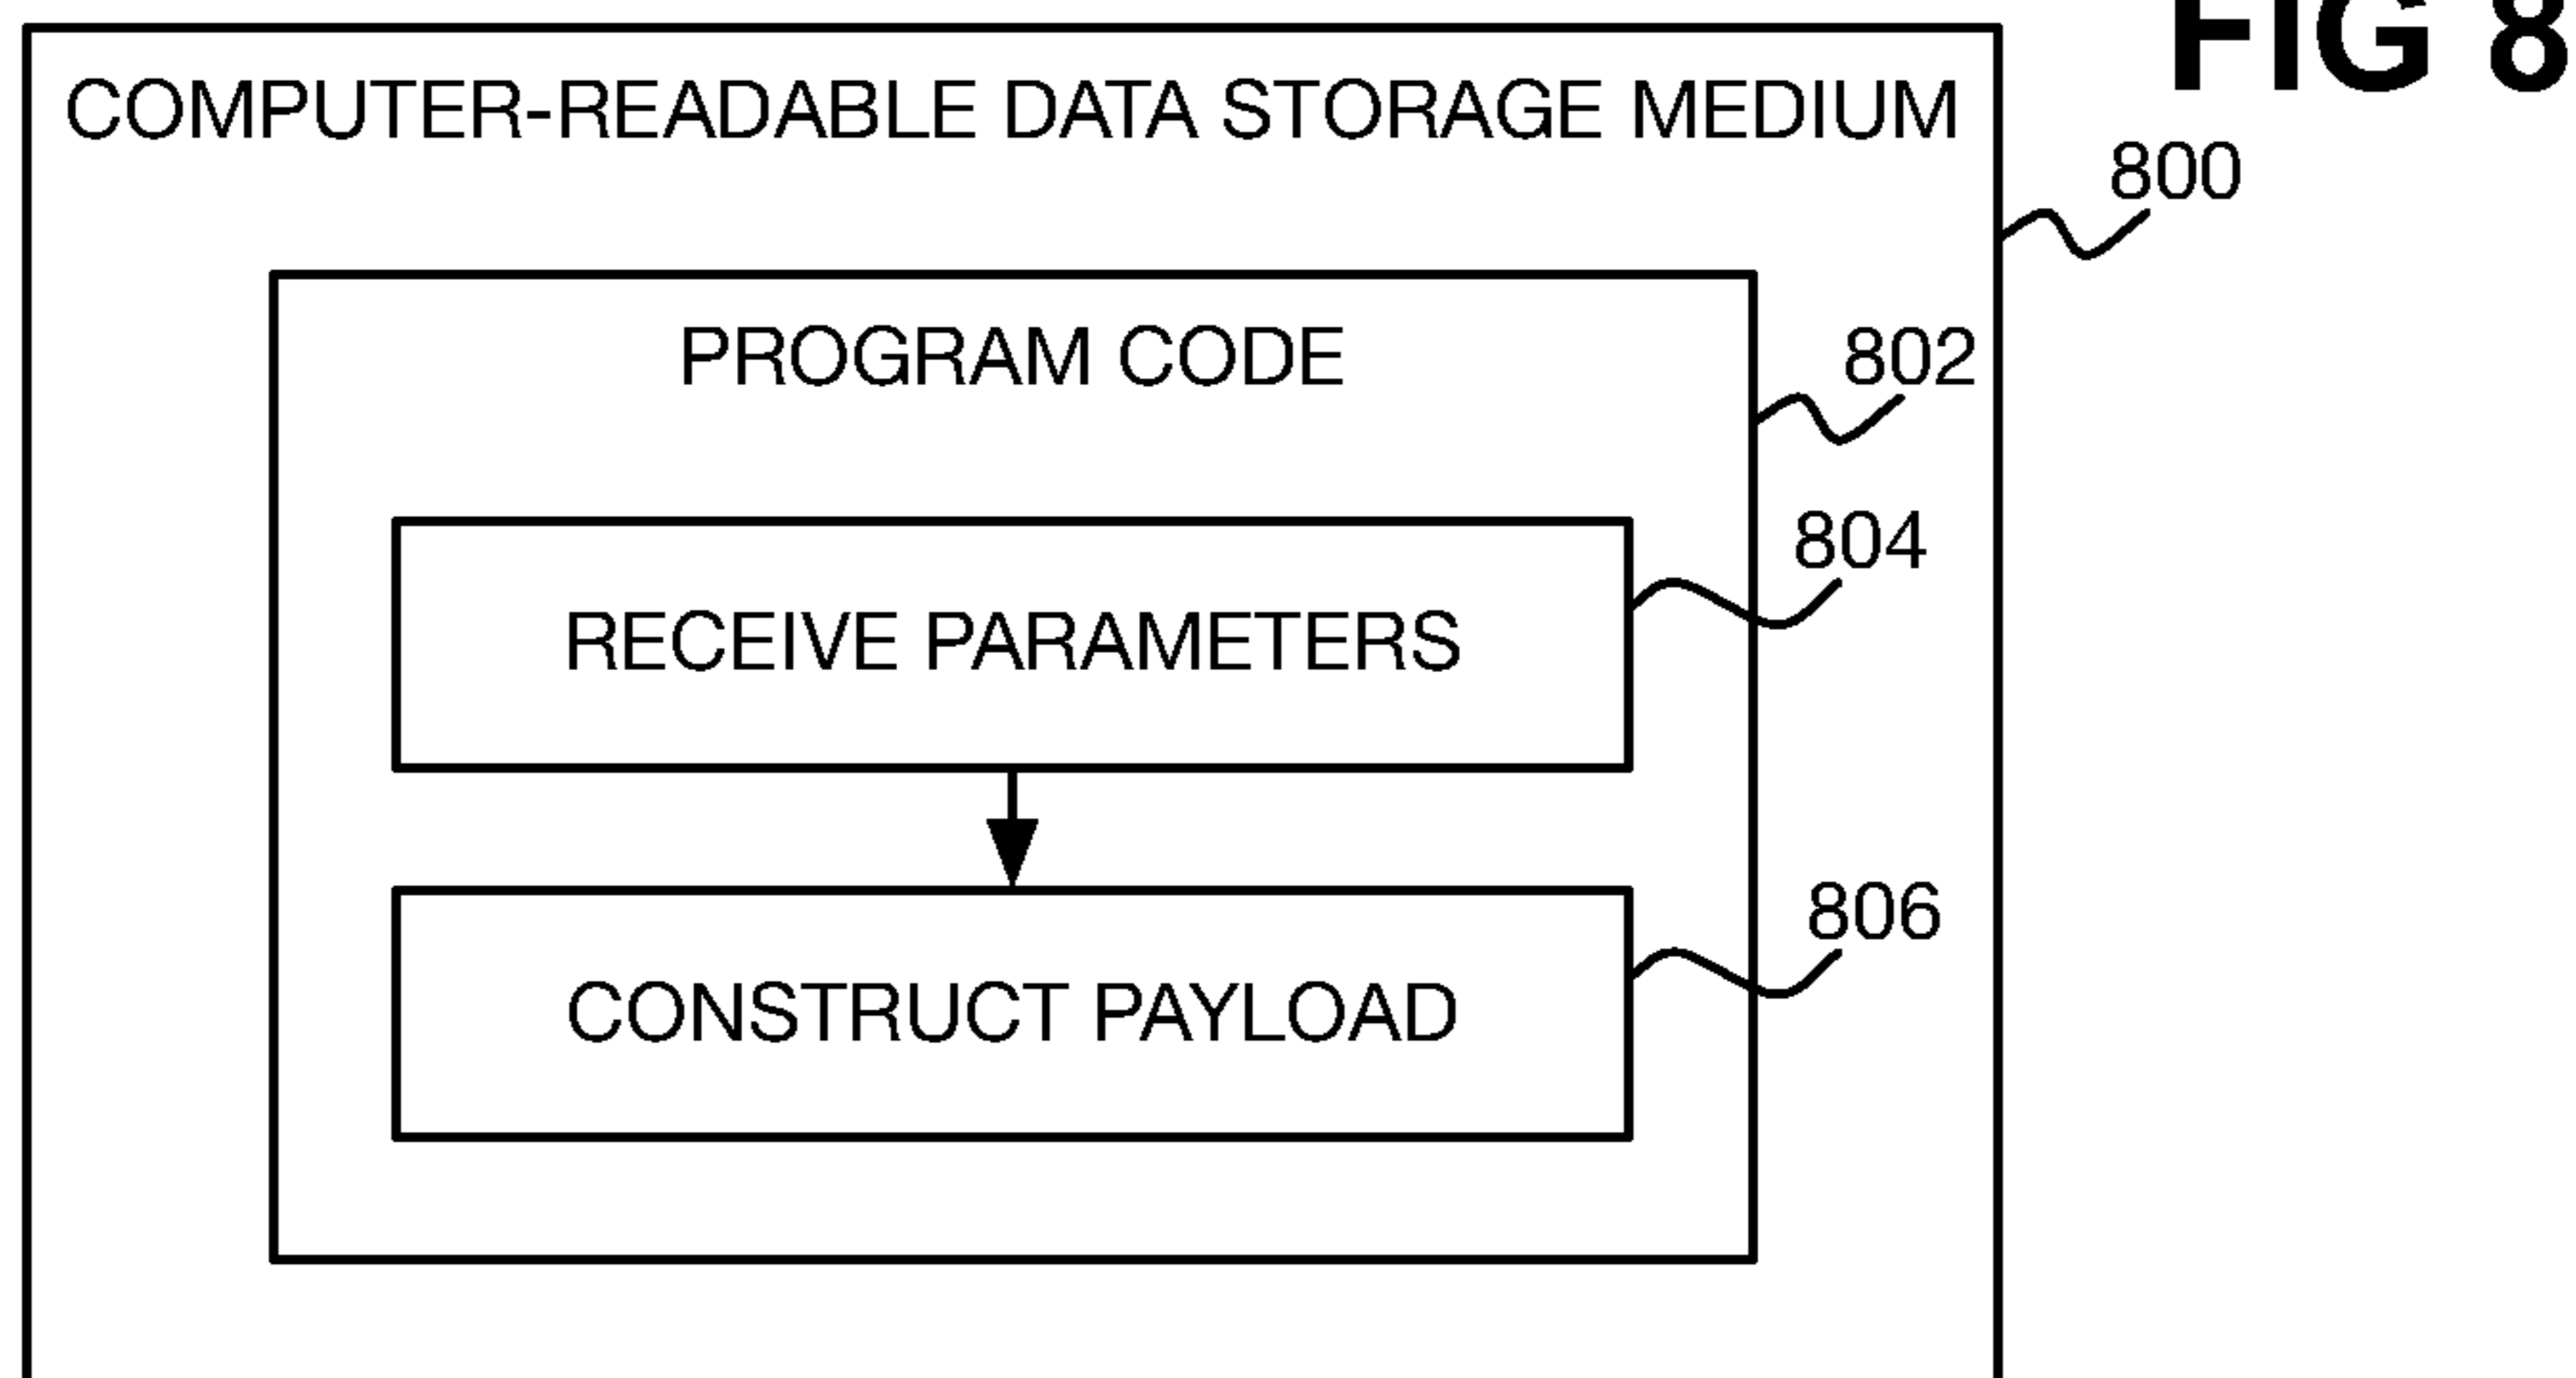 FIG 8
COMPUTER-READABLE DATA STORAGE MEDIUM
800
PROGRAM CODE
802
804
RECEIVE PARAMETERS
806
CONSTRUCT PAYLOAD